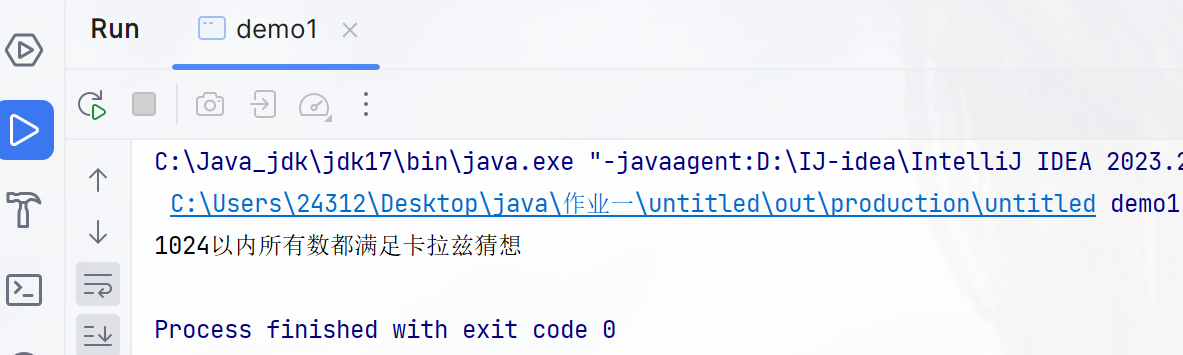 Run demo1
C:\Java_jdk\jdk17\bin\java.exe "-javaagent:D:\IJ-idea\IntelliJ IDEA 2023.2
C:\Users\24312\Desktop\java\作业一\untitled\out\production\untitled demo1
1024以内所有数都满足卡拉兹猜想
Process finished with exit code 0